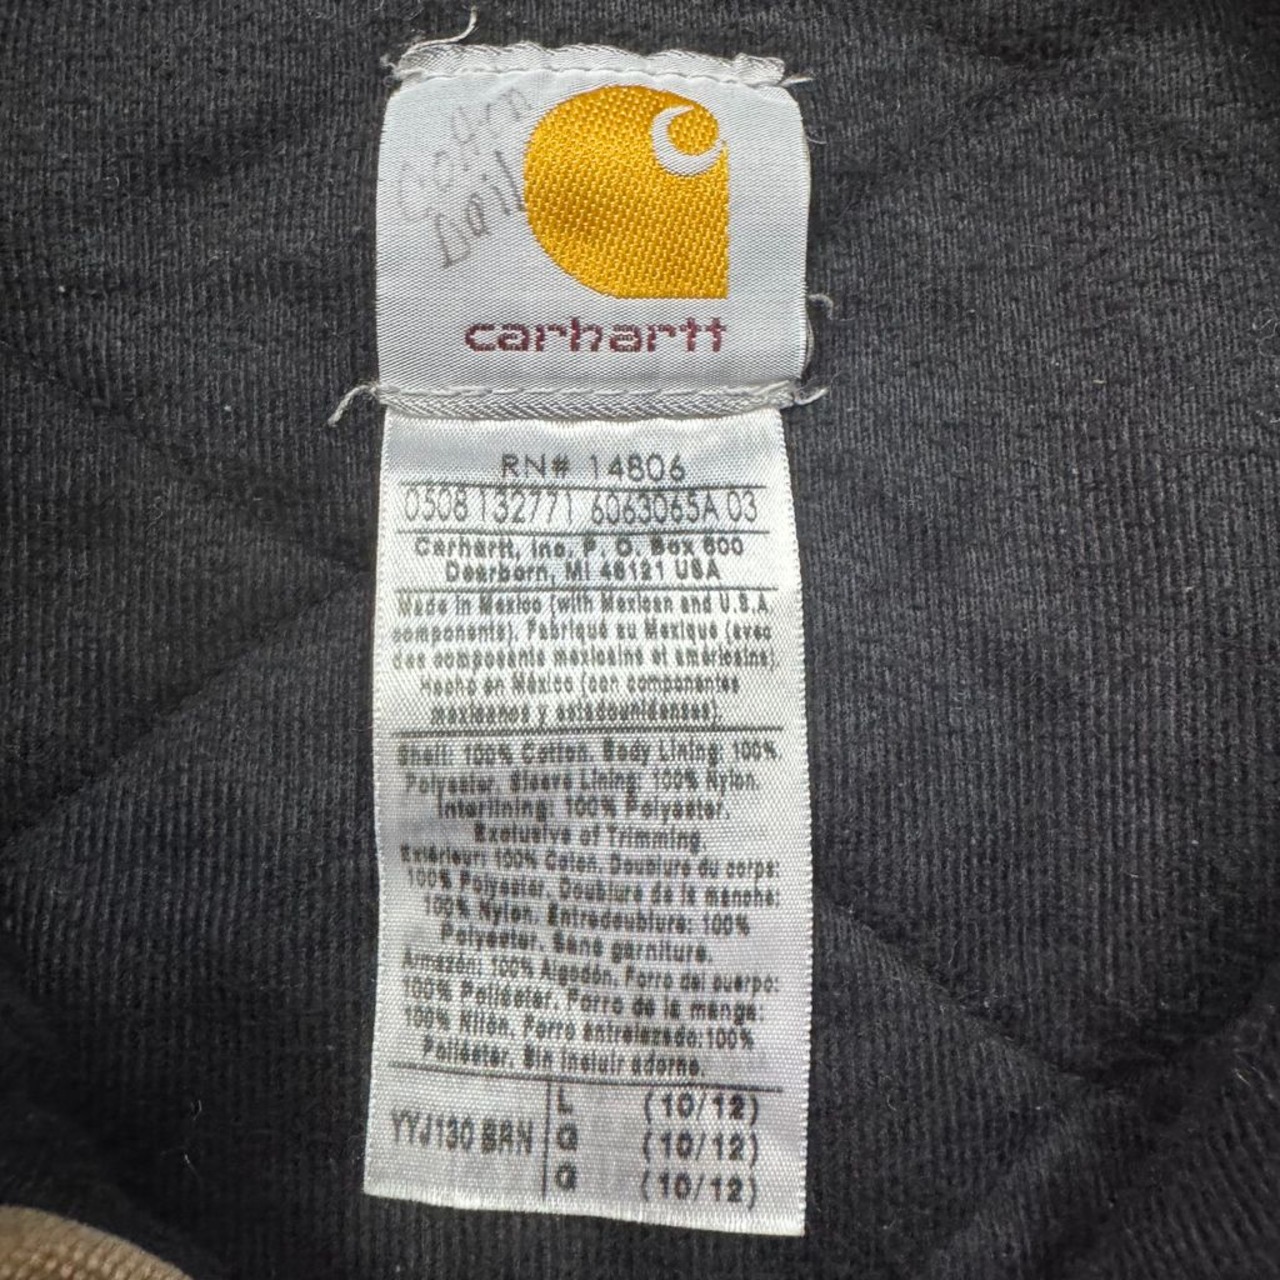 Dail
carhartt
RN# 14806
0508 132771 6063065A 03
Carhartt, Inc. P. O. Box 600
Dearborn, MI 48121 USA
Made in Mexico (with Mexican and U.S.A.
components). Fabriqué au Mexique (avec
des composants mexicains et américains).
Hecho en México (con componentes
mexicanos y estadounidenses).
Shell: 100% Cotton. Body Lining: 100%
Polyester. Sleeve Lining: 100% Nylon.
Interlining: 100% Polyester.
Exclusive of Trimming.
Extérieur: 100% Coton. Doublure du corps:
100% Polyester. Doublure de la manche:
100% Nylon. Entredoublure: 100%
Polyester. Sans garniture.
Armazón: 100% Algodón. Forro del cuerpo:
100% Poliéster. Forro de la manga:
100% Nilón. Forro entrelazado: 100%
Poliéster. Sin incluir adorno.
YYJ130 BRN
L (10/12)
G (10/12)
G (10/12)